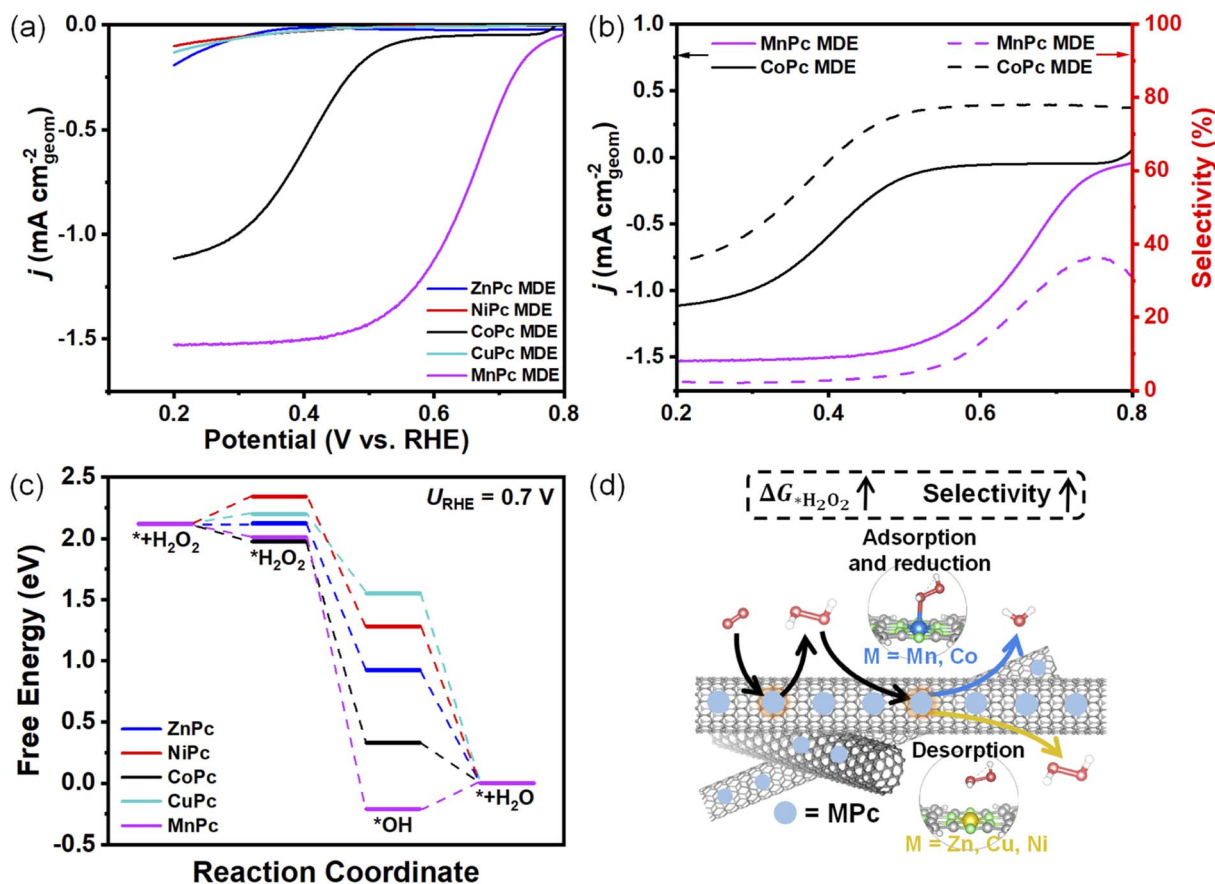 (a)
0.0
-0.5
-1.0
-1.5
j (mA cm⁻²geom)
ZnPc MDE
NiPc MDE
CoPc MDE
CuPc MDE
MnPc MDE
0.2 0.4 0.6 0.8
Potential (V vs. RHE)
(b)
1.0
0.5
0.0
-0.5
-1.0
-1.5
j (mA cm⁻²geom)
MnPc MDE MnPc MDE
CoPc MDE CoPc MDE
100
80
60
40
20
0
Selectivity (%)
0.2 0.4 0.6 0.8
(c)
2.5
2.0
1.5
1.0
0.5
0.0
-0.5
Free Energy (eV)
U_RHE = 0.7 V
*+H₂O₂
*H₂O₂
*OH
*+H₂O
ZnPc
NiPc
CoPc
CuPc
MnPc
Reaction Coordinate
(d)
ΔG*H₂O₂ ↑ Selectivity ↑
Adsorption
and reduction
M = Mn, Co
Desorption
= MPc
M = Zn, Cu, Ni